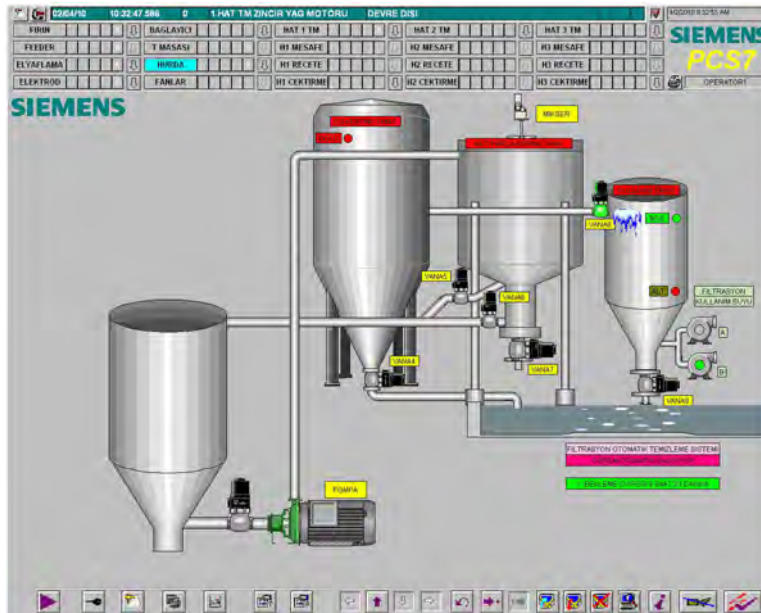 02/04/10 10:32:47.586 0 1.HAT TM ZINCIR YAG MOTORU DEVRE DISI
FIRIN BAGLAYICI HAT 1 TM HAT 2 TM HAT 3 TM
FEEDER T MASASI H1 MESAFE H2 MESAFE H3 MESAFE
ELYAFLAMA HURDA H1 RECETE H2 RECETE H3 RECETE
ELEKTROD FANLAR H1 CEKTIRME H2 CEKTIRME H3 CEKTIRME
SIEMENS
PCS7
OPERATOR1
SIEMENS
MIKSER
VANA5
VANA6
ALT
FILTRASYON
KULLANIM SUYU
A
B
VANA4
VANA7
VANA9
FILTRASYON OTOMATIK TEMIZLEME SISTEMI
POMPA